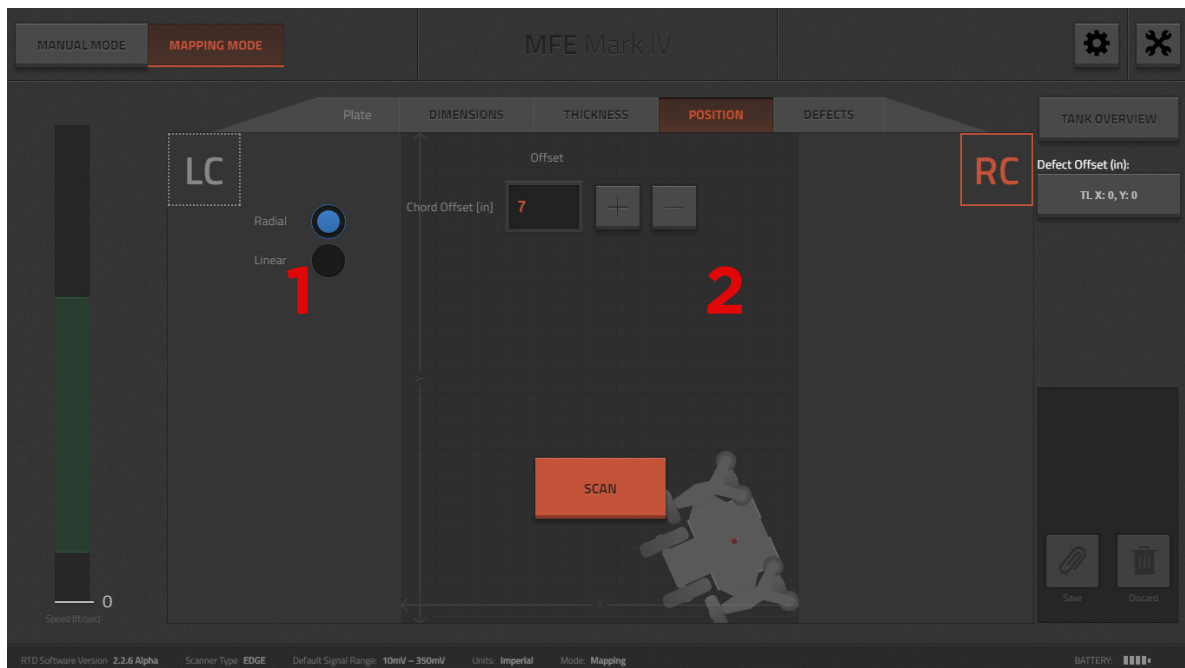 MANUAL MODE
MAPPING MODE
MFE Mark IV
Plate
DIMENSIONS
THICKNESS
POSITION
DEFECTS
TANK OVERVIEW
LC
Offset
RC
Defect Offset (in):
TL X: 0, Y: 0
Radial
Chord Offset [in]
7
+
—
Linear
1
2
Y
SCAN
X
0
Speed (ft/sec)
Save
Discard
RTD Software Version 2.2.6 Alpha
Scanner Type EDGE
Default Signal Range: 10mV – 350mV
Units: Imperial
Mode: Mapping
BATTERY: